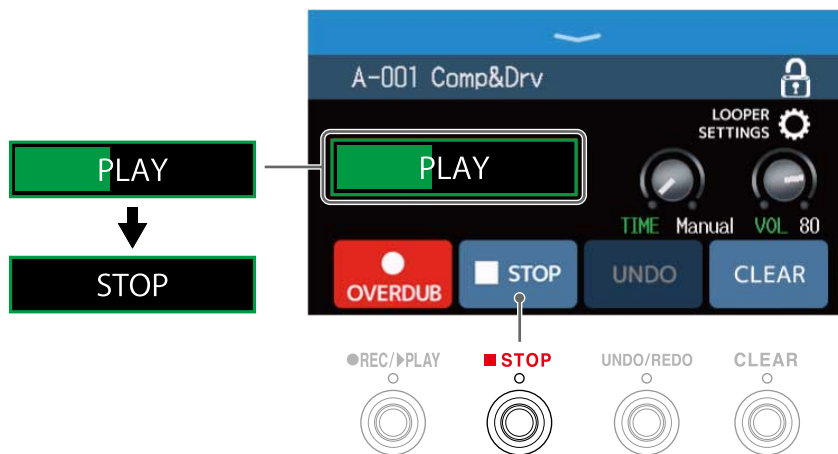 A-001 Comp&Drv
LOOPER
SETTINGS
PLAY
PLAY
TIME Manual VOL 80
STOP
OVERDUB
STOP
UNDO
CLEAR
●REC/▶PLAY
■STOP
UNDO/REDO
CLEAR